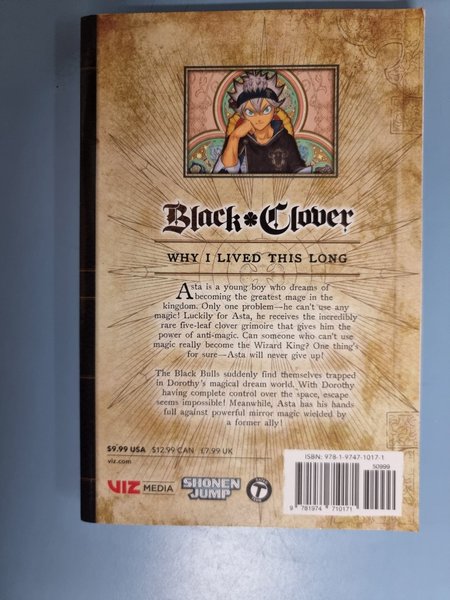 Black Clover
WHY I LIVED THIS LONG
Asta is a young boy who dreams of
becoming the greatest mage in the
kingdom. Only one problem—he can't use any
magic! Luckily for Asta, he receives the incredibly
rare five-leaf clover grimoire that gives him the
power of anti-magic. Can someone who can't use
magic really become the Wizard King? One thing's
for sure—Asta will never give up!
The Black Bulls suddenly find themselves trapped
in Dorothy's magical dream world. With Dorothy
having complete control over the space, escape
seems impossible! Meanwhile, Asta has his hands
full against powerful mirror magic wielded by
a former ally!
$9.99 USA $12.99 CAN £7.99 UK
viz.com
VIZ MEDIA
SHONEN
JUMP
T
ISBN: 978-1-9747-1017-1
50999
9 781974 710171